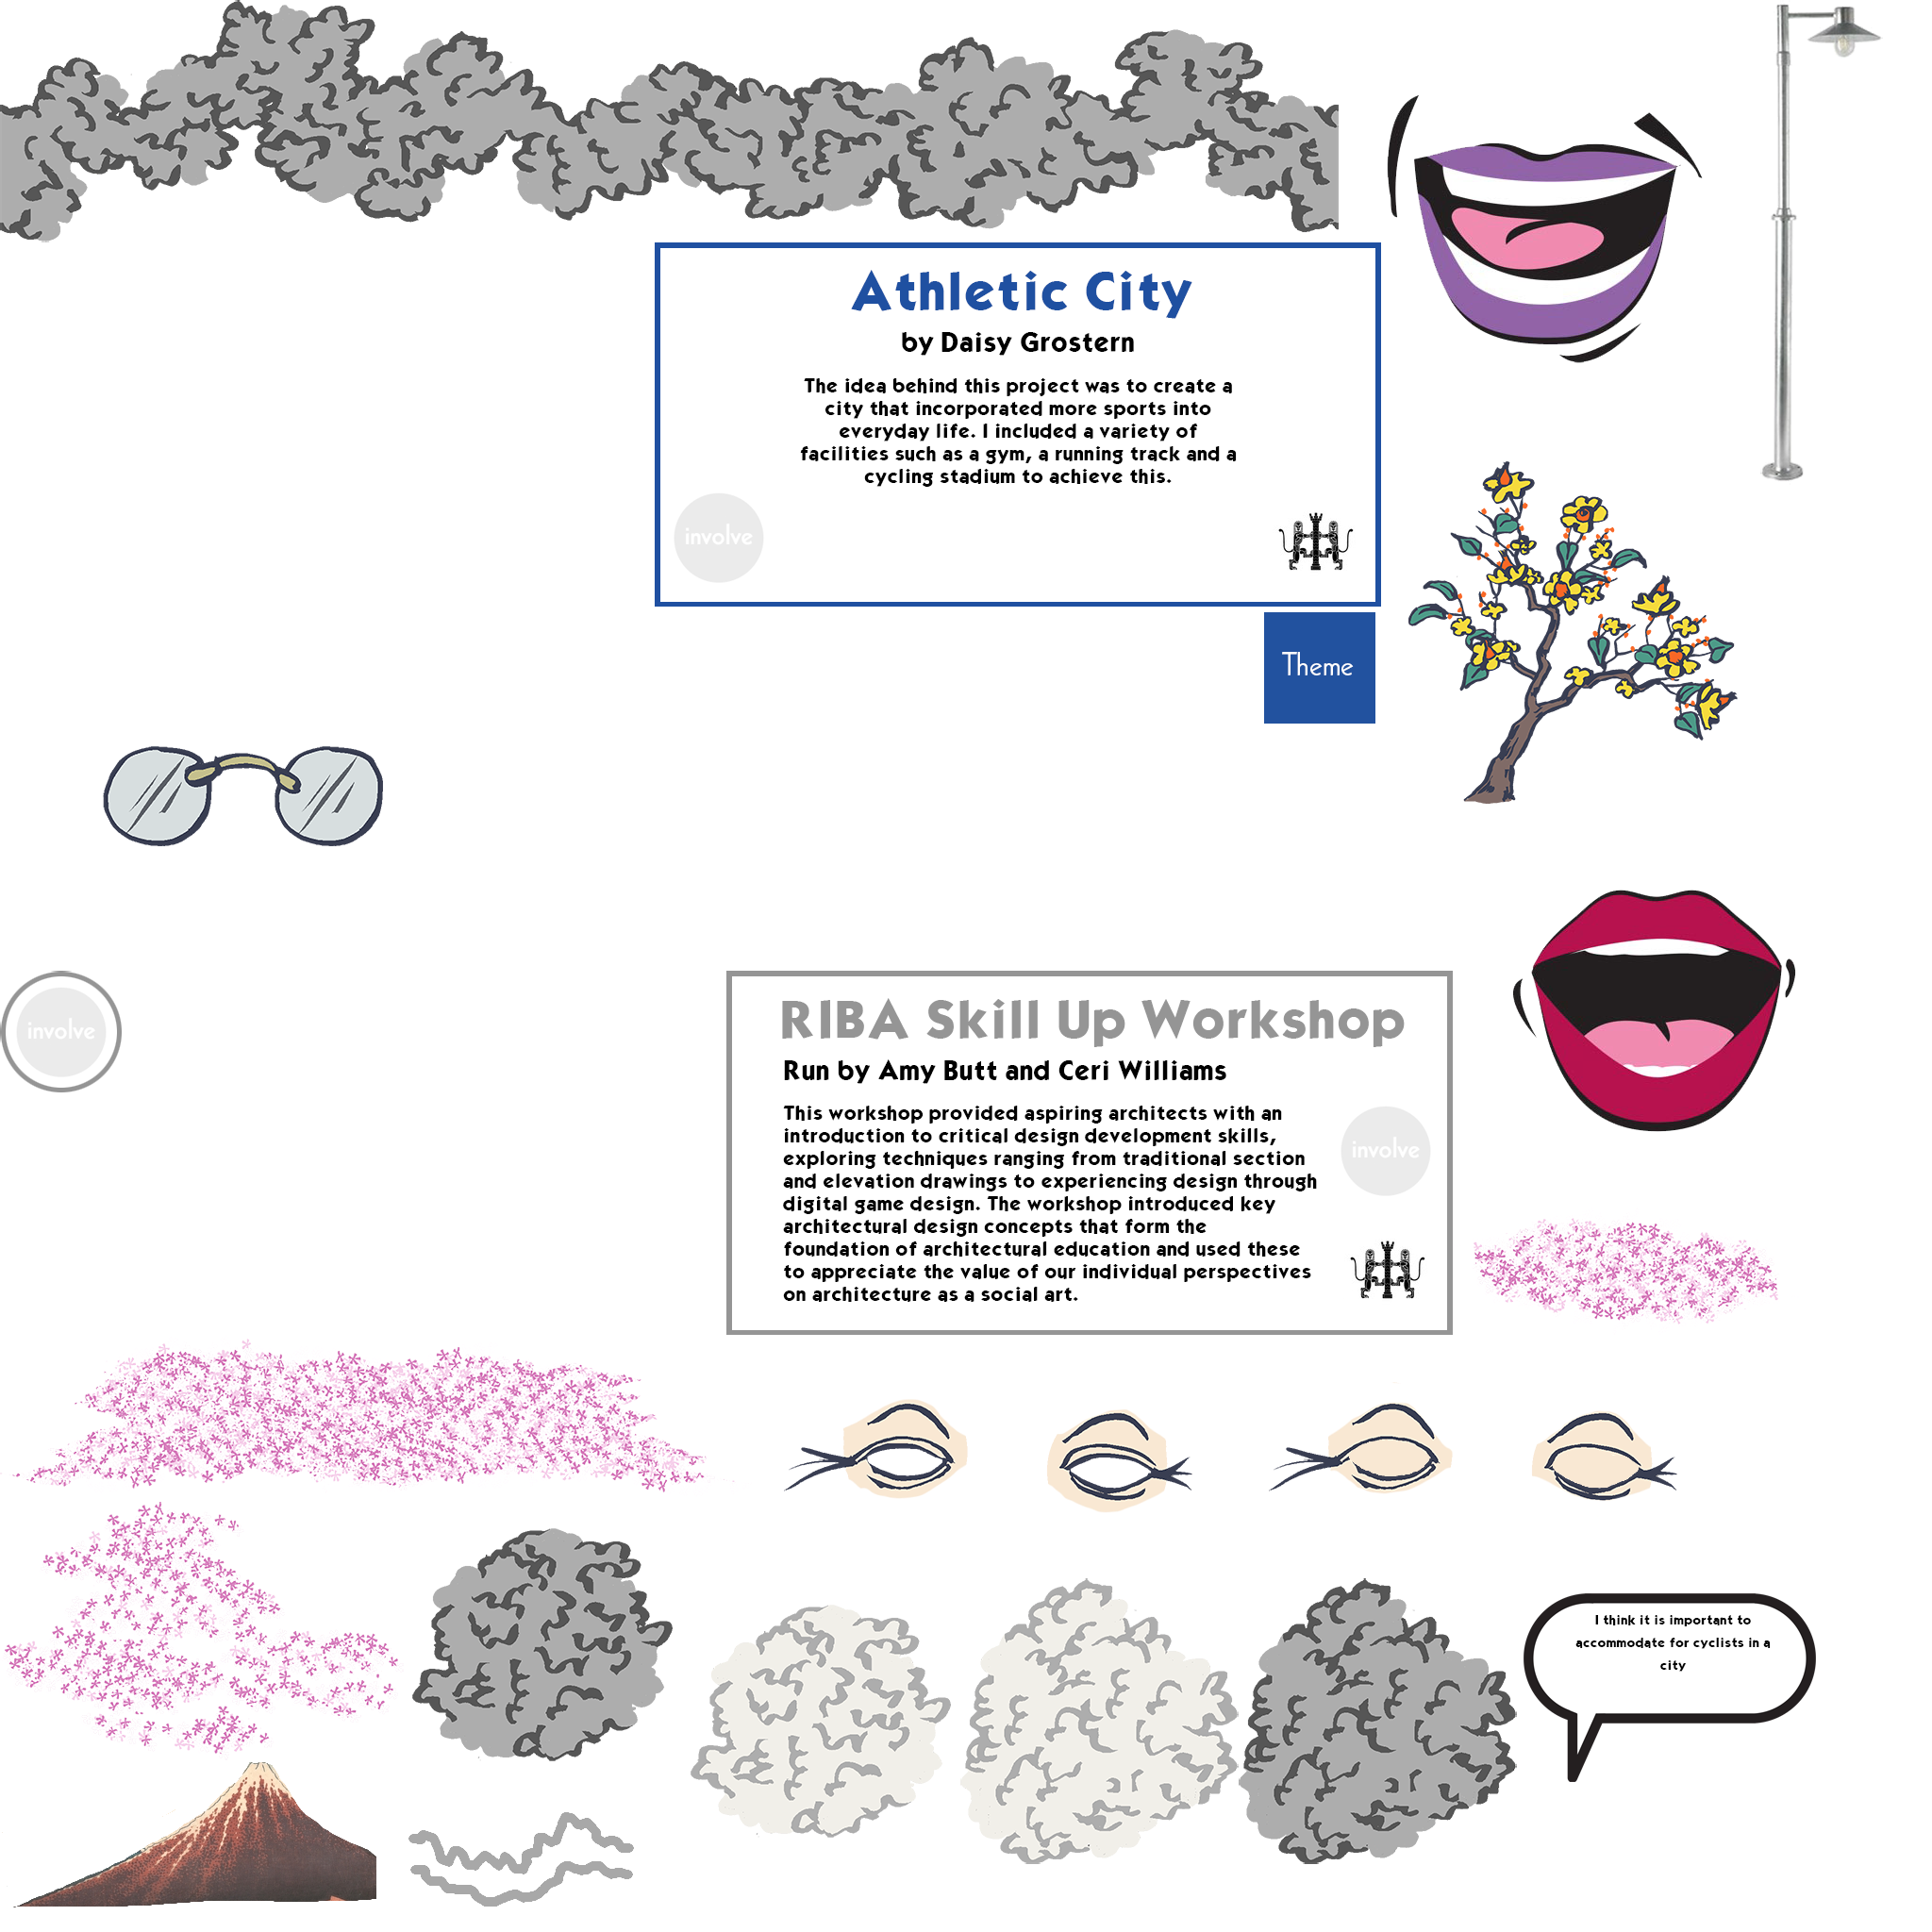 Athletic City
by Daisy Grostern
The idea behind this project was to create a
city that incorporated more sports into
everyday life. I included a variety of
facilities such as a gym, a running track and a
cycling stadium to achieve this.
involve
Theme
involve
RIBA Skill Up Workshop
Run by Amy Butt and Ceri Williams
This workshop provided aspiring architects with an
introduction to critical design development skills,
exploring techniques ranging from traditional section
and elevation drawings to experiencing design through
digital game design. The workshop introduced key
architectural design concepts that form the
foundation of architectural education and used these
to appreciate the value of our individual perspectives
on architecture as a social art.
involve
I think it is important to
accommodate for cyclists in a
city